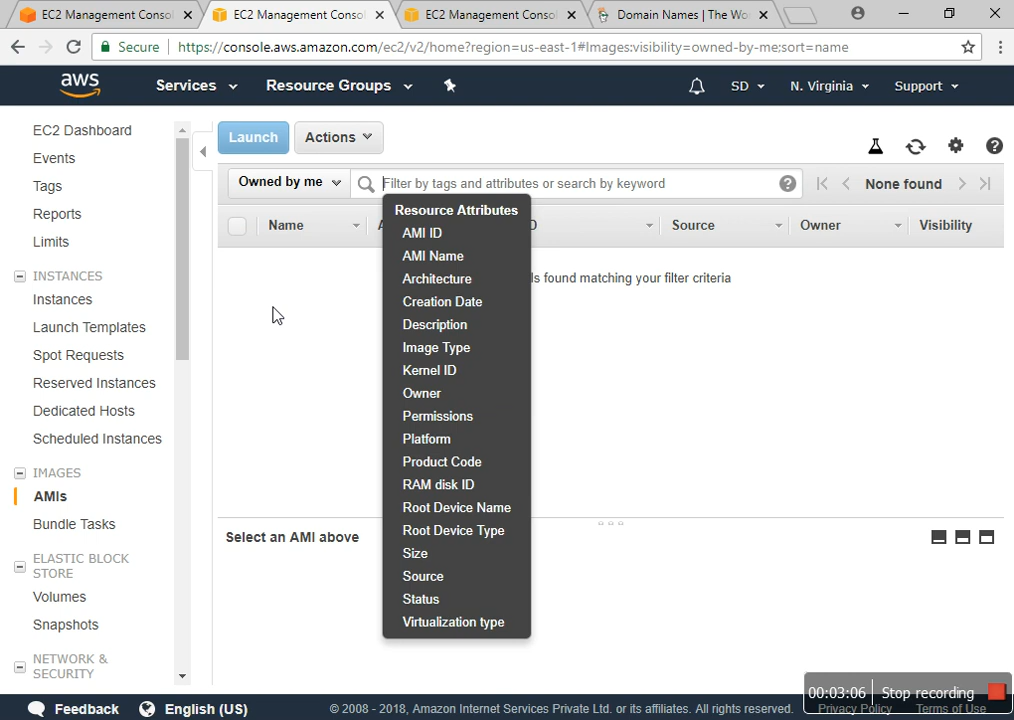 EC2 Management Conso
EC2 Management Conso
EC2 Management Conso
Domain Names | The Wo
Secure
https://console.aws.amazon.com/ec2/v2/home?region=us-east-1#Images:visibility=owned-by-me;sort=name
aws
Services
Resource Groups
SD
N. Virginia
Support
EC2 Dashboard
Events
Tags
Reports
Limits
INSTANCES
Instances
Launch Templates
Spot Requests
Reserved Instances
Dedicated Hosts
Scheduled Instances
IMAGES
AMIs
Bundle Tasks
ELASTIC BLOCK
STORE
Volumes
Snapshots
NETWORK &
SECURITY
Launch
Actions
Owned by me
Filter by tags and attributes or search by keyword
None found
Name
Source
Owner
Visibility
found matching your filter criteria
Resource Attributes
AMI ID
AMI Name
Architecture
Creation Date
Description
Image Type
Kernel ID
Owner
Permissions
Platform
Product Code
RAM disk ID
Root Device Name
Root Device Type
Size
Source
Status
Virtualization type
Select an AMI above
00:03:06
Stop recording
Feedback
English (US)
© 2008 - 2018, Amazon Internet Services Private Ltd. or its affiliates. All rights reserved.
Privacy Policy
Terms of Use